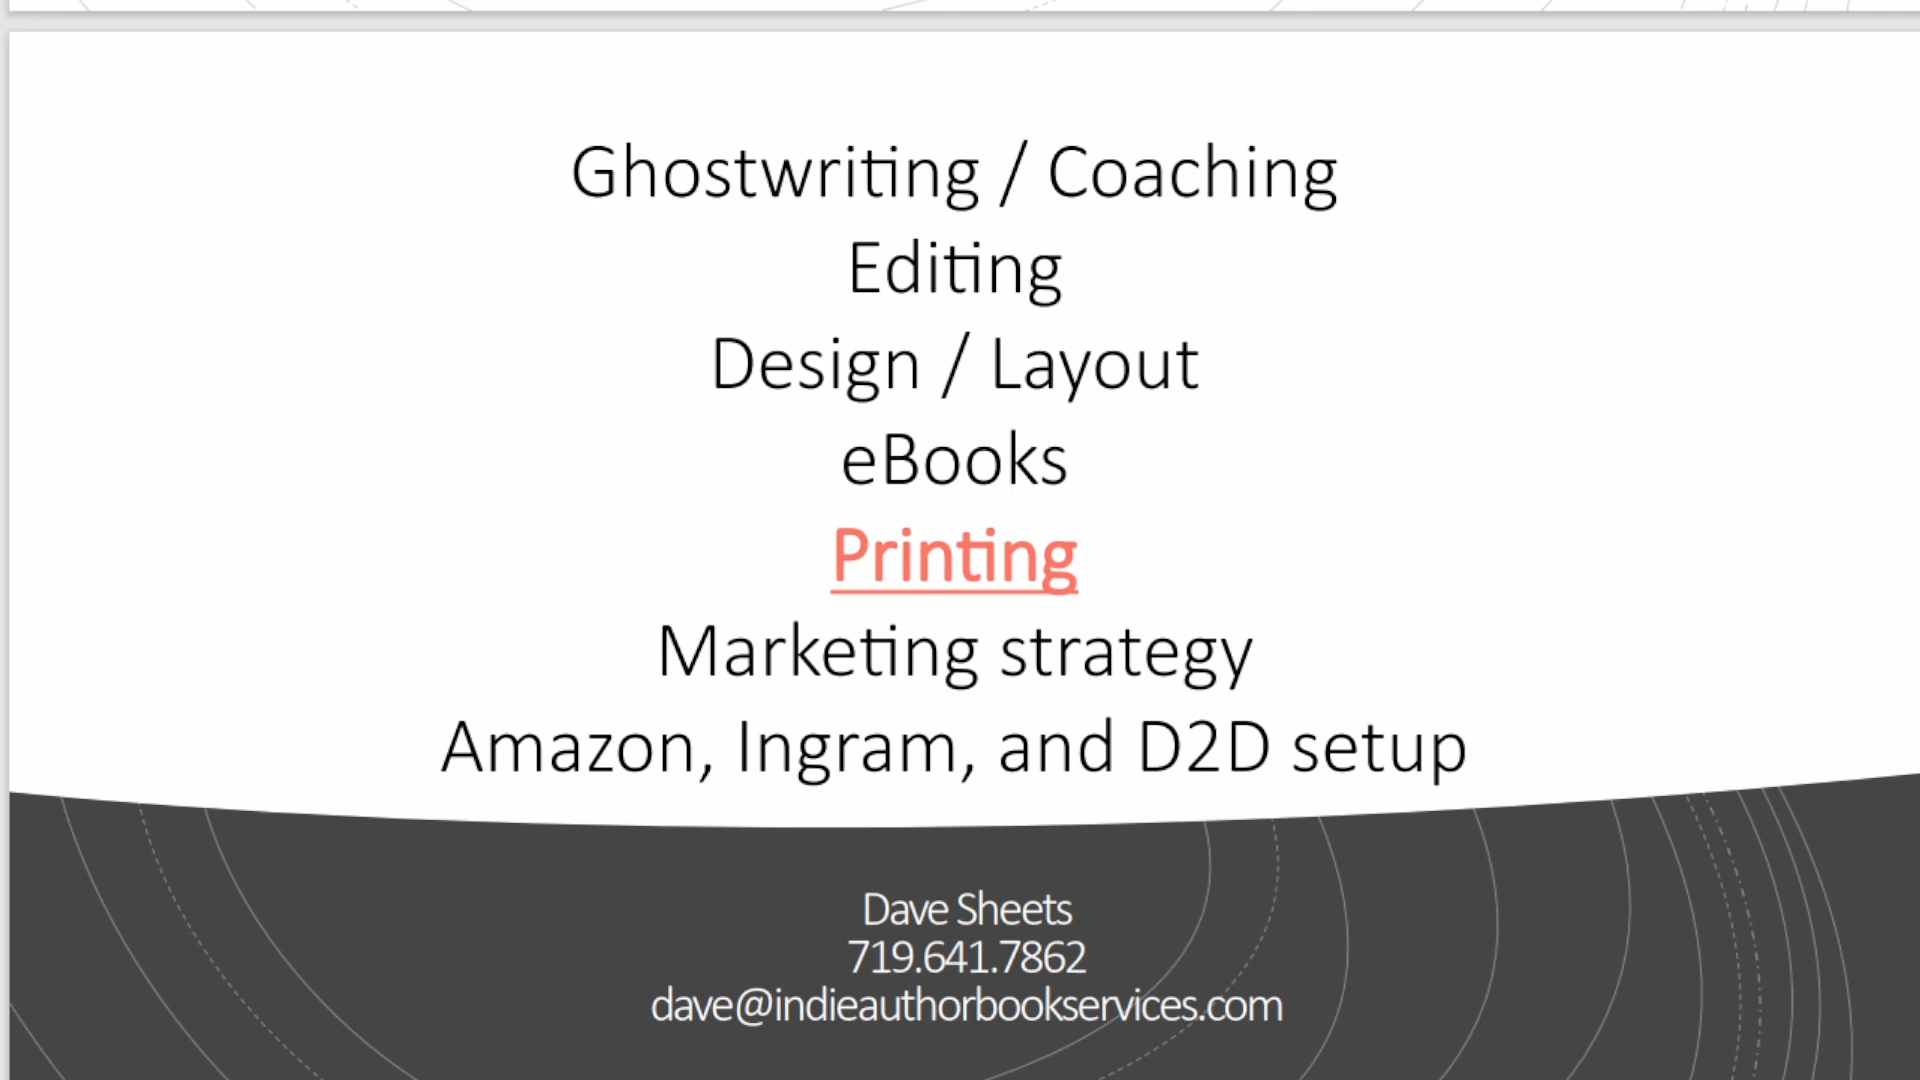 Ghostwriting / Coaching
Editing
Design / Layout
eBooks
Printing
Marketing strategy
Amazon, Ingram, and D2D setup
Dave Sheets
719.641.7862
dave@indieauthorbookservices.com